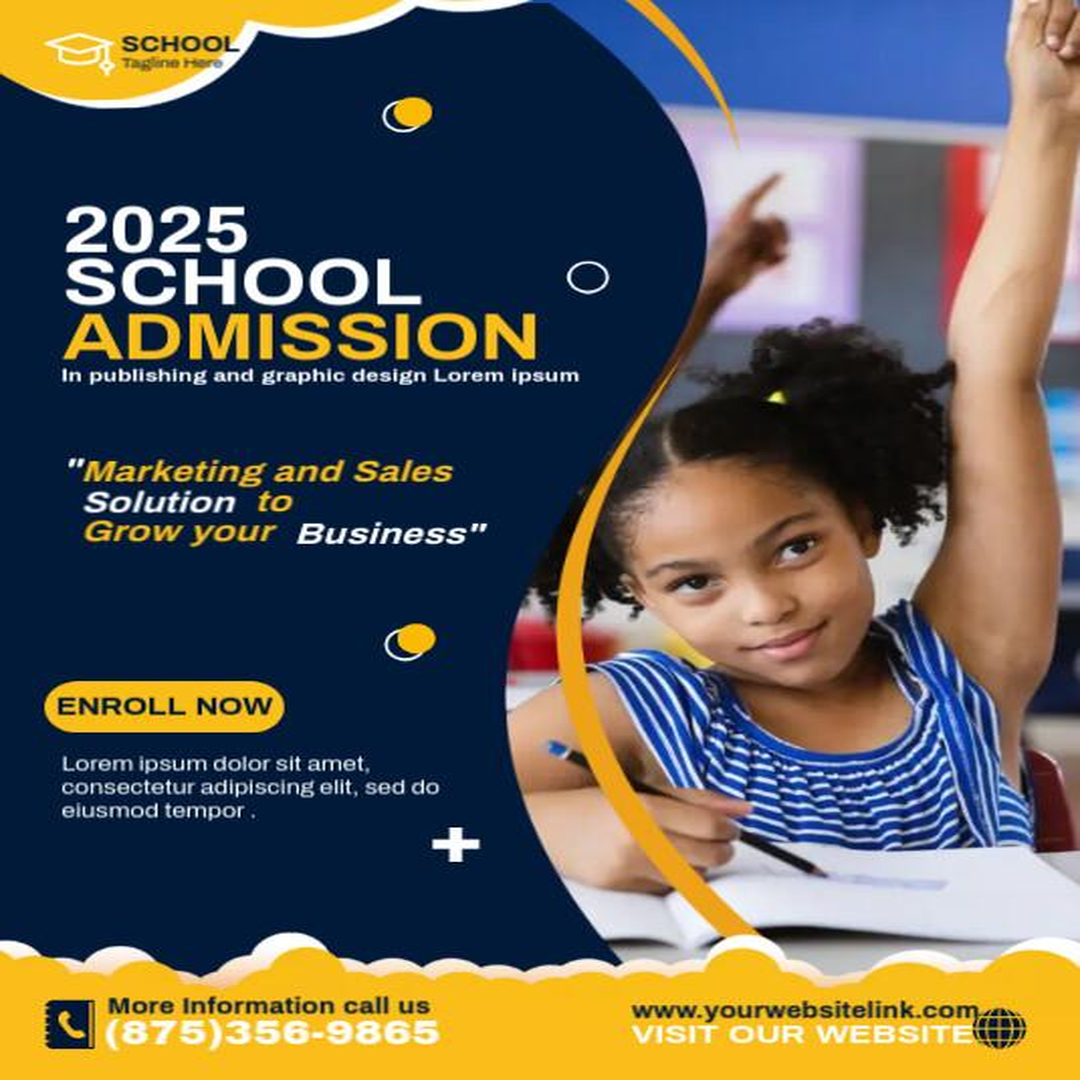 SCHOOL
Tagline Here
2025
SCHOOL
ADMISSION
In publishing and graphic design Lorem ipsum
"Marketing and Sales
Solution to
Grow your Business"
ENROLL NOW
Lorem ipsum dolor sit amet,
consectetur adipiscing elit, sed do
eiusmod tempor .
More Information call us
(875)356-9865
www.yourwebsitelink.com
VISIT OUR WEBSITE